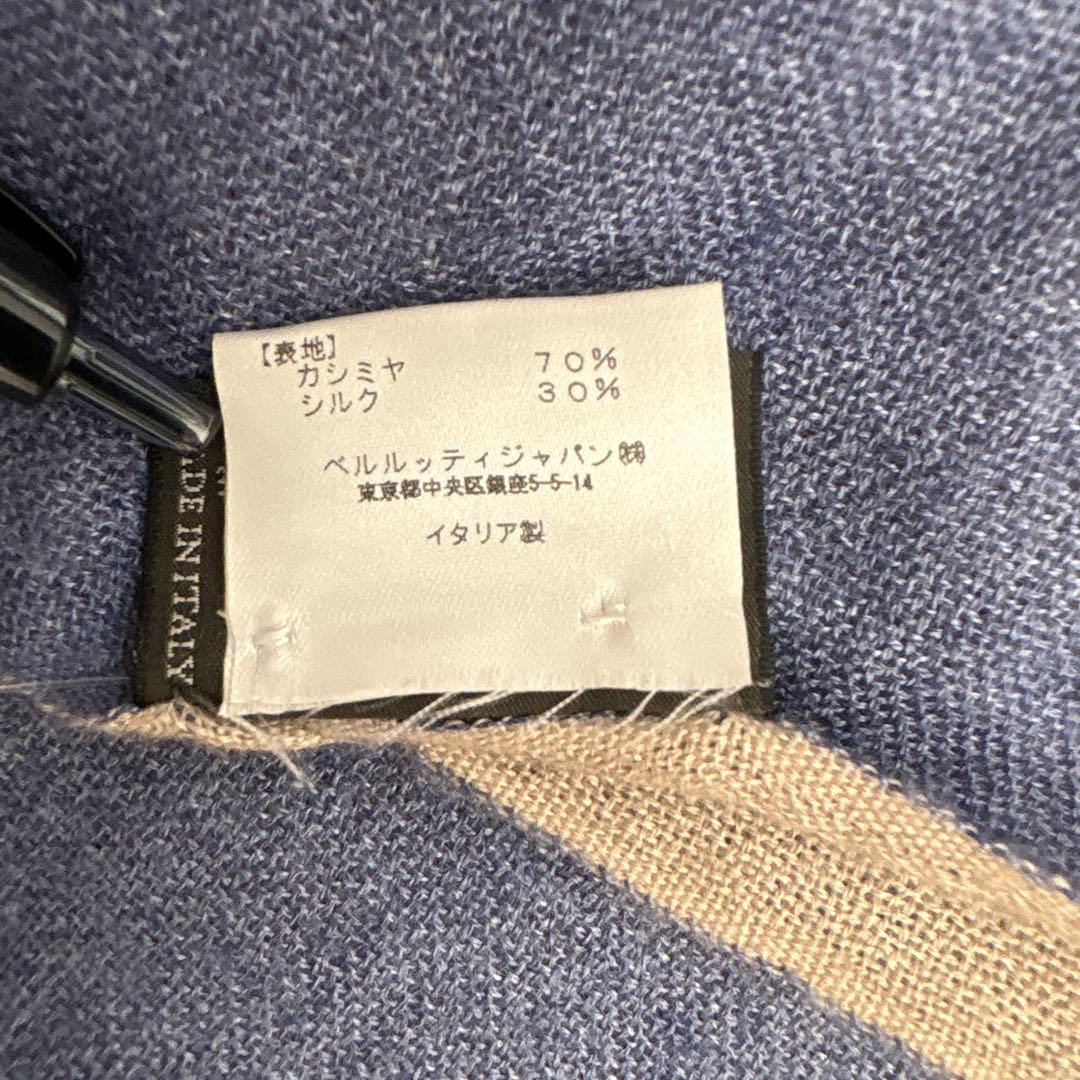 【表地】
カシミヤ 70%
シルク 30%
ベルルッティジャパン㈱
東京都中央区銀座5-5-14
イタリア製
IN ITALY